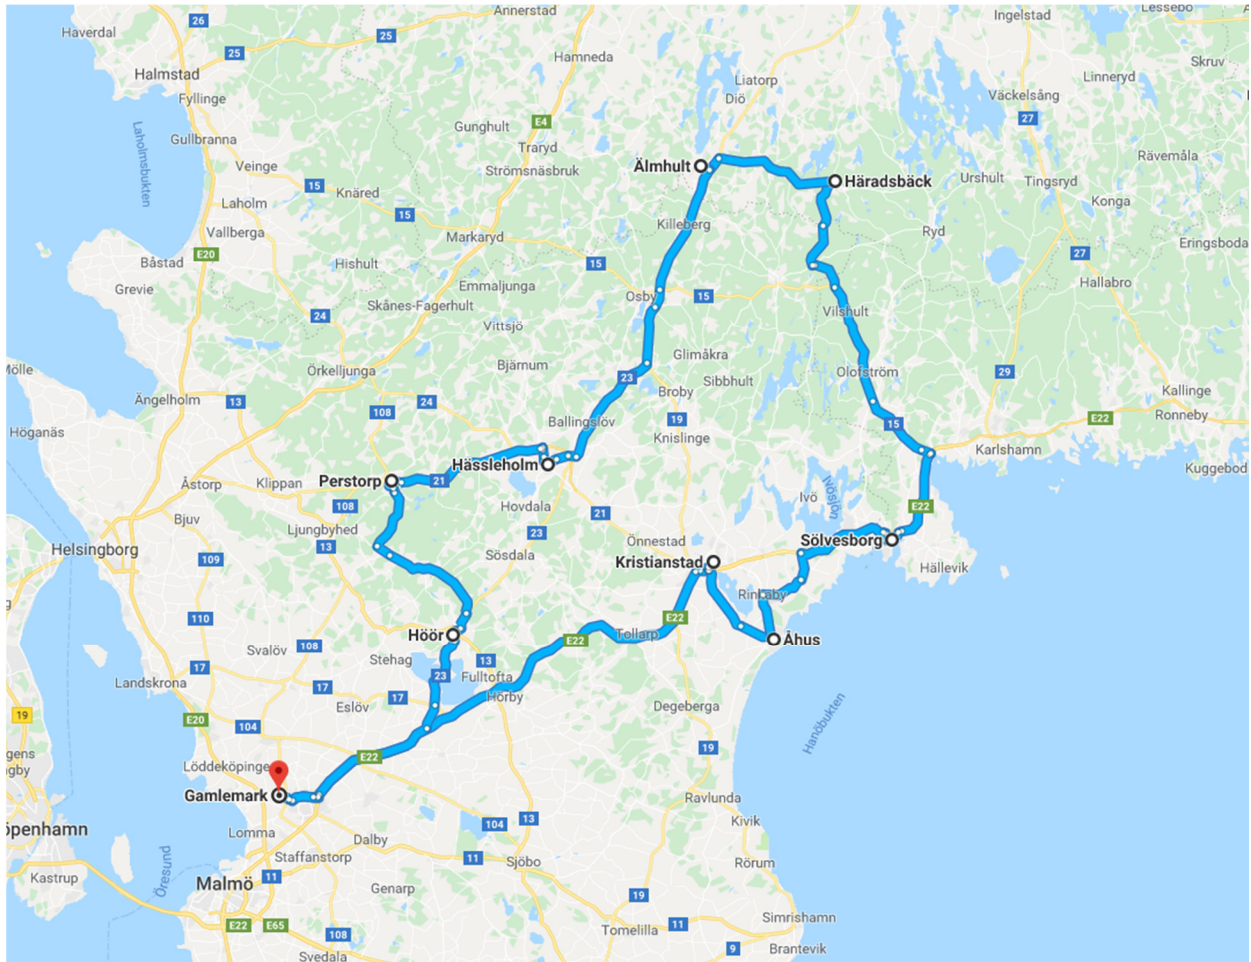 Haverdal
26
25
25
Annerstad
Ingelstad
Lessebo
Hamneda
Halmstad
25
Skruv
Fyllinge
Liatorp
Linneryd
Diö
Väckelsång
Gullbranna
E4
Gunghult
27
Laholmsbukten
Traryd
Veinge
Strömsnäsbruk
Älmhult
Rävemåla
15
Knäred
Häradsbäck
Urshult
Tingsryd
Laholm
15
Killeberg
Konga
Vallberga
Markaryd
Ryd
E20
Eringsboda
Båstad
Hishult
15
27
Grevie
Emmaljunga
Osby
15
Hallabro
Skånes-Fagerhult
24
Vilshult
Vittsjö
Glimåkra
Mölle
Örkelljunga
Bjärnum
23
Sibbhult
Olofström
29
Broby
Kallinge
Ängelholm
13
108
24
19
15
E22
Ronneby
Höganäs
Ballingslöv
Knislinge
Karlshamn
Hässleholm
Kuggebod
Perstorp
21
Åstorp
Klippan
Ivö
Ivösjön
108
Hovdala
E22
Bjuv
Ljungbyhed
21
23
Önnestad
Sölvesborg
Helsingborg
13
Sösdala
109
Kristianstad
Hällevik
Rinkaby
110
E22
Höör
E22
Tollarp
Åhus
Svalöv
108
Stehag
13
17
23
Fulltofta
Landskrona
17
17
Hörby
Eslöv
Degeberga
Hanöbukten
19
E20
104
19
E22
Löddeköpinge
Gamlemark
Ravlunda
104
13
Kivik
Lomma
Dalby
Staffanstorp
11
Sjöbo
Rörum
Öresund
Kastrup
Malmö
11
Genarp
19
Simrishamn
E22
E65
11
108
Tomelilla
9
Brantevik
Svedala